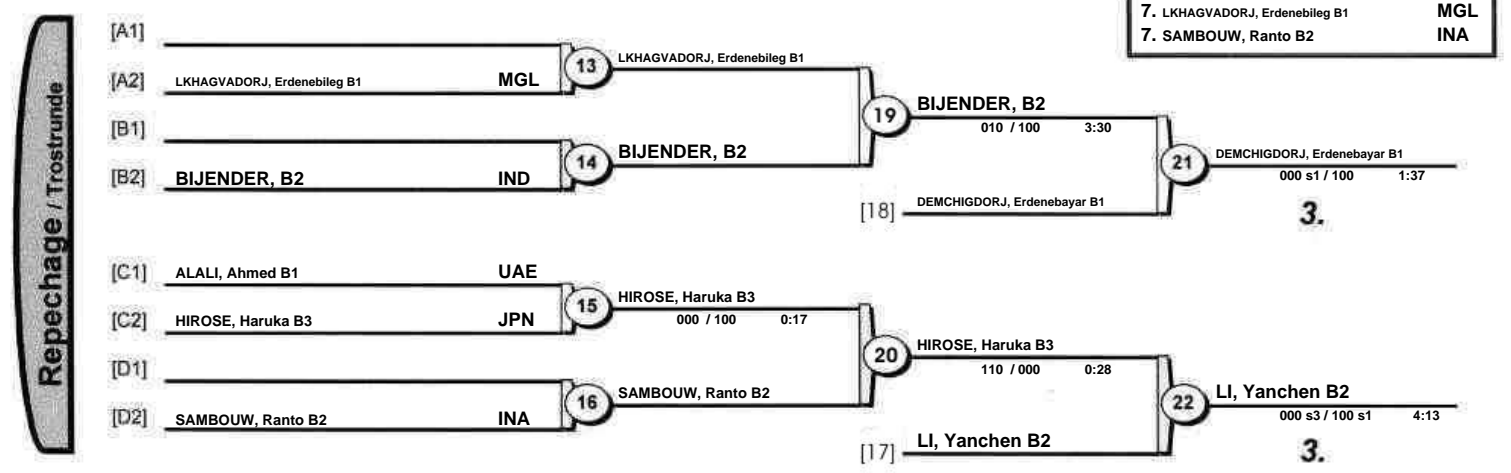 7. LKHAGVADORJ, Erdenebileg B1 MGL
7. SAMBOUW, Ranto B2 INA
Repechage / Trostrunde
[A1]
[A2] LKHAGVADORJ, Erdenebileg B1 MGL
13 LKHAGVADORJ, Erdenebileg B1
[B1]
[B2] BIJENDER, B2 IND
14 BIJENDER, B2
19 BIJENDER, B2
010 / 100 3:30
[18] DEMCHIGDORJ, Erdenebayar B1
21 DEMCHIGDORJ, Erdenebayar B1
000 s1 / 100 1:37
3.
[C1] ALALI, Ahmed B1 UAE
[C2] HIROSE, Haruka B3 JPN
15 HIROSE, Haruka B3
000 / 100 0:17
[D1]
[D2] SAMBOUW, Ranto B2 INA
16 SAMBOUW, Ranto B2
20 HIROSE, Haruka B3
110 / 000 0:28
[17] LI, Yanchen B2
22 LI, Yanchen B2
000 s3 / 100 s1 4:13
3.